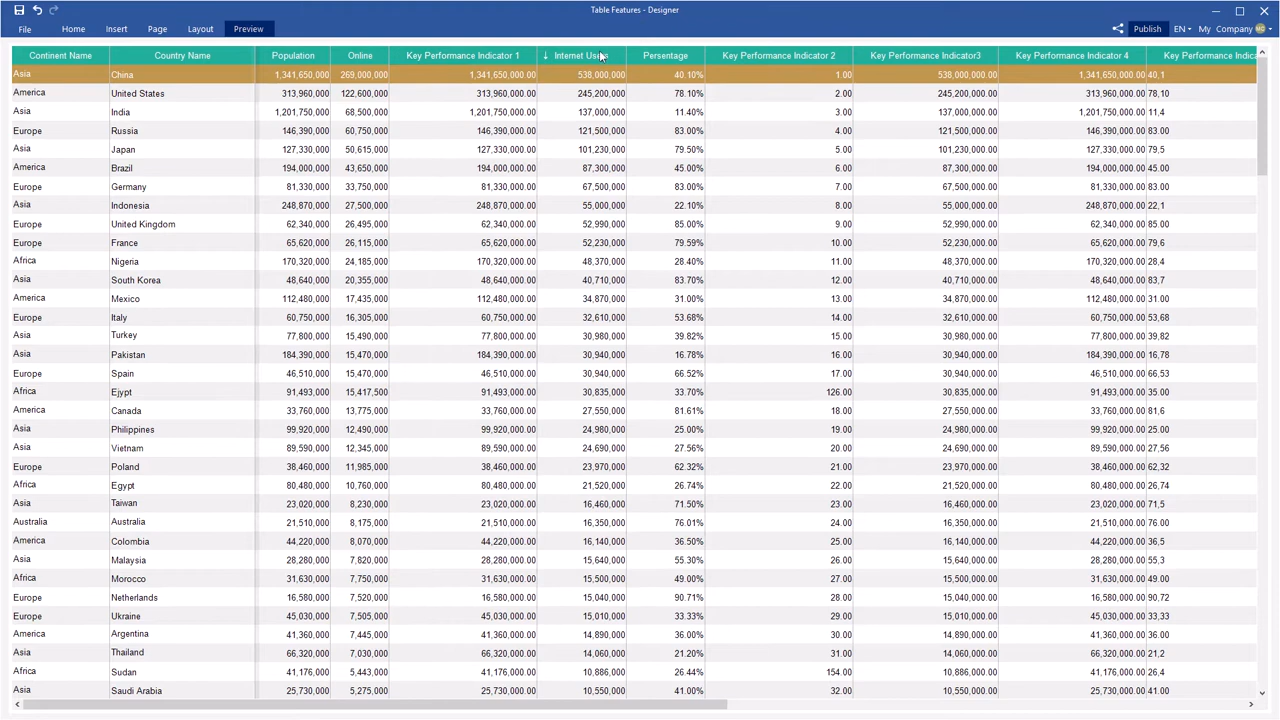 Table Features - Designer
File Home Insert Page Layout Preview Publish EN My Company MC
Continent Name Country Name Population Online Key Performance Indicator 1 ↓ Internet Users Percentage Key Performance Indicator 2 Key Performance Indicator3 Key Performance Indicator 4 Key Performance Indica
Asia China 1,341,650,000 269,000,000 1,341,650,000.00 538,000,000 40.10% 1.00 538,000,000.00 1,341,650,000.00 40,1
America United States 313,960,000 122,600,000 313,960,000.00 245,200,000 78.10% 2.00 245,200,000.00 313,960,000.00 78,10
Asia India 1,201,750,000 68,500,000 1,201,750,000.00 137,000,000 11.40% 3.00 137,000,000.00 1,201,750,000.00 11,4
Europe Russia 146,390,000 60,750,000 146,390,000.00 121,500,000 83.00% 4.00 121,500,000.00 146,390,000.00 83.00
Asia Japan 127,330,000 50,615,000 127,330,000.00 101,230,000 79.50% 5.00 101,230,000.00 127,330,000.00 79,5
America Brazil 194,000,000 43,650,000 194,000,000.00 87,300,000 45.00% 6.00 87,300,000.00 194,000,000.00 45.00
Europe Germany 81,330,000 33,750,000 81,330,000.00 67,500,000 83.00% 7.00 67,500,000.00 81,330,000.00 83.00
Asia Indonesia 248,870,000 27,500,000 248,870,000.00 55,000,000 22.10% 8.00 55,000,000.00 248,870,000.00 22,1
Europe United Kingdom 62,340,000 26,495,000 62,340,000.00 52,990,000 85.00% 9.00 52,990,000.00 62,340,000.00 85.00
Europe France 65,620,000 26,115,000 65,620,000.00 52,230,000 79.59% 10.00 52,230,000.00 65,620,000.00 79,6
Africa Nigeria 170,320,000 24,185,000 170,320,000.00 48,370,000 28.40% 11.00 48,370,000.00 170,320,000.00 28,4
Asia South Korea 48,640,000 20,355,000 48,640,000.00 40,710,000 83.70% 12.00 40,710,000.00 48,640,000.00 83,7
America Mexico 112,480,000 17,435,000 112,480,000.00 34,870,000 31.00% 13.00 34,870,000.00 112,480,000.00 31.00
Europe Italy 60,750,000 16,305,000 60,750,000.00 32,610,000 53.68% 14.00 32,610,000.00 60,750,000.00 53,68
Asia Turkey 77,800,000 15,490,000 77,800,000.00 30,980,000 39.82% 15.00 30,980,000.00 77,800,000.00 39,82
Asia Pakistan 184,390,000 15,470,000 184,390,000.00 30,940,000 16.78% 16.00 30,940,000.00 184,390,000.00 16,78
Europe Spain 46,510,000 15,470,000 46,510,000.00 30,940,000 66.52% 17.00 30,940,000.00 46,510,000.00 66,53
Africa Ejypt 91,493,000 15,417,500 91,493,000.00 30,835,000 33.70% 126.00 30,835,000.00 91,493,000.00 35.00
America Canada 33,760,000 13,775,000 33,760,000.00 27,550,000 81.61% 18.00 27,550,000.00 33,760,000.00 81,6
Asia Philippines 99,920,000 12,490,000 99,920,000.00 24,980,000 25.00% 19.00 24,980,000.00 99,920,000.00 25.00
Asia Vietnam 89,590,000 12,345,000 89,590,000.00 24,690,000 27.56% 20.00 24,690,000.00 89,590,000.00 27,56
Europe Poland 38,460,000 11,985,000 38,460,000.00 23,970,000 62.32% 21.00 23,970,000.00 38,460,000.00 62,32
Africa Egypt 80,480,000 10,760,000 80,480,000.00 21,520,000 26.74% 22.00 21,520,000.00 80,480,000.00 26,74
Asia Taiwan 23,020,000 8,230,000 23,020,000.00 16,460,000 71.50% 23.00 16,460,000.00 23,020,000.00 71,5
Australia Australia 21,510,000 8,175,000 21,510,000.00 16,350,000 76.01% 24.00 16,350,000.00 21,510,000.00 76.00
America Colombia 44,220,000 8,070,000 44,220,000.00 16,140,000 36.50% 25.00 16,140,000.00 44,220,000.00 36,5
Asia Malaysia 28,280,000 7,820,000 28,280,000.00 15,640,000 55.30% 26.00 15,640,000.00 28,280,000.00 55,3
Africa Morocco 31,630,000 7,750,000 31,630,000.00 15,500,000 49.00% 27.00 15,500,000.00 31,630,000.00 49.00
Europe Netherlands 16,580,000 7,520,000 16,580,000.00 15,040,000 90.71% 28.00 15,040,000.00 16,580,000.00 90,72
Europe Ukraine 45,030,000 7,505,000 45,030,000.00 15,010,000 33.33% 29.00 15,010,000.00 45,030,000.00 33,33
America Argentina 41,360,000 7,445,000 41,360,000.00 14,890,000 36.00% 30.00 14,890,000.00 41,360,000.00 36.00
Asia Thailand 66,320,000 7,030,000 66,320,000.00 14,060,000 21.20% 31.00 14,060,000.00 66,320,000.00 21,2
Africa Sudan 41,176,000 5,443,000 41,176,000.00 10,886,000 26.44% 154.00 10,886,000.00 41,176,000.00 26,4
Asia Saudi Arabia 25,730,000 5,275,000 25,730,000.00 10,550,000 41.00% 32.00 10,550,000.00 25,730,000.00 41.00